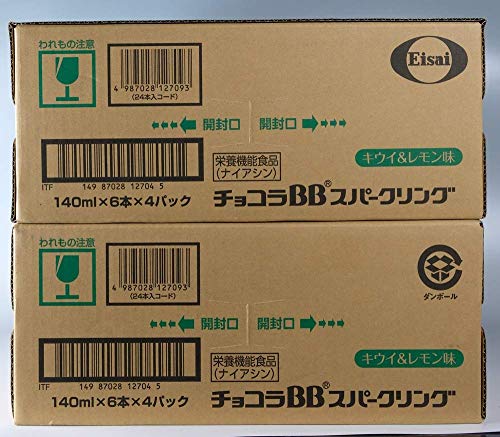 われもの注意
4 987028 127093
(24本入コード)
Eisai
開封口 開封口
キウイ&レモン味
栄養機能食品
(ナイアシン)
ITF 149 87028 12704 5
140ml×6本×4パック
チョコラBB®スパークリング
われもの注意
4 987028 127093
(24本入コード)
ダンボール
開封口 開封口
キウイ&レモン味
栄養機能食品
(ナイアシン)
ITF 149 87028 12704 5
140ml×6本×4パック
チョコラBB®スパークリング